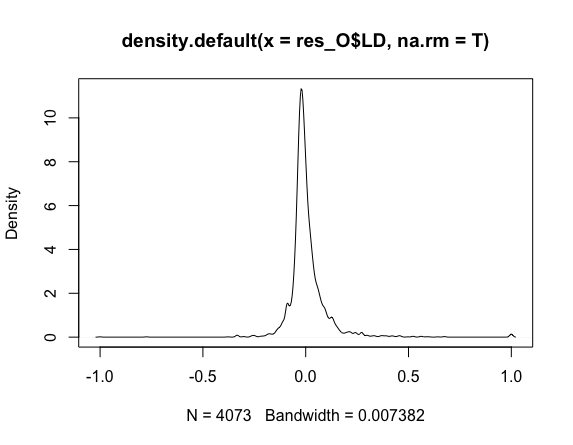 density.default(x = res_O$LD, na.rm = T)
Density
10
8
6
4
2
0
-1.0 -0.5 0.0 0.5 1.0
N = 4073 Bandwidth = 0.007382